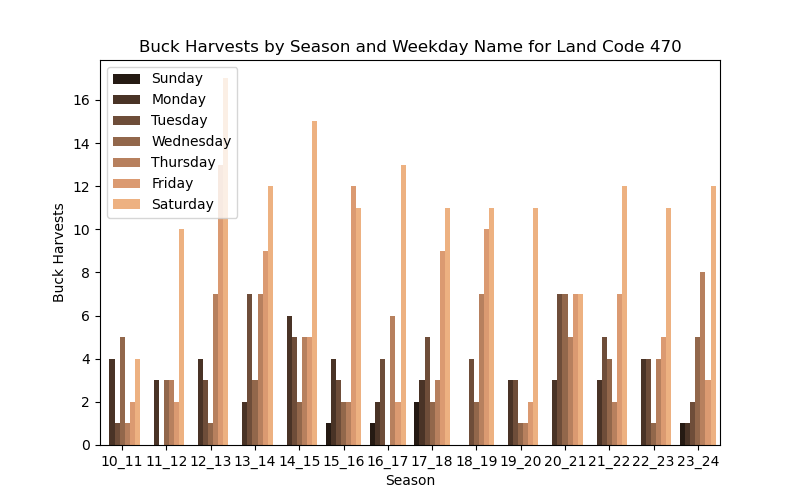 Buck Harvests by Season and Weekday Name for Land Code 470
Sunday
Monday
Tuesday
Wednesday
Thursday
Friday
Saturday
16
14
12
10
8
6
4
2
0
Buck Harvests
10_11 11_12 12_13 13_14 14_15 15_16 16_17 17_18 18_19 19_20 20_21 21_22 22_23 23_24
Season